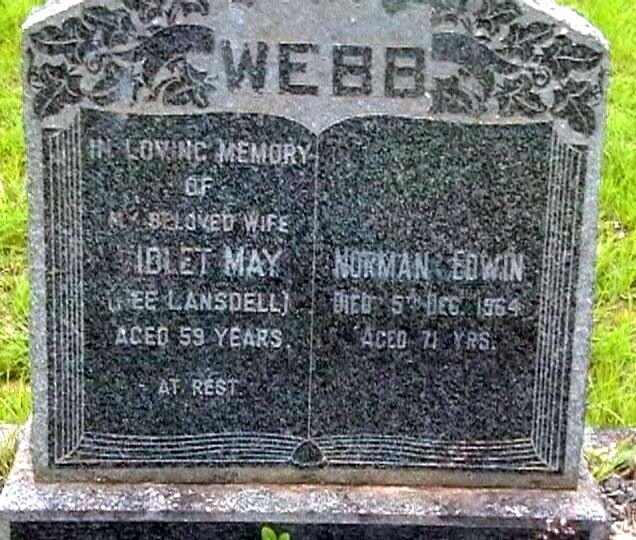 WEBB
IN LOVING MEMORY
OF
MY BELOVED WIFE
MAY
(NEE LANSDELL)
AGED 59 YEARS.
AT REST.
NORMAN EDWIN
DIED 5TH DEC. 1964
AGED 71 YRS.